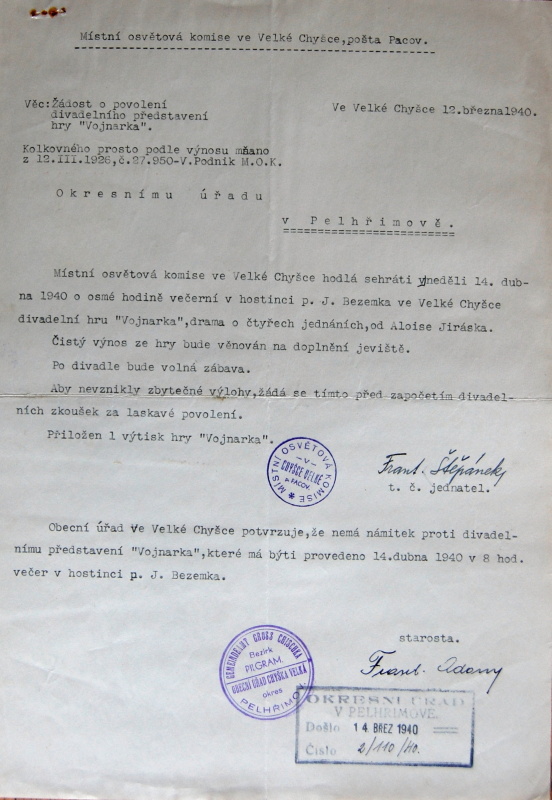 Místní osvětová komise ve Velké Chyšce,pošta Pacov.
Věc:Žádost o povolení
divadelního představení
hry "Vojnarka".
Ve Velké Chyšce 12.března1940.
Kolkovného prosto podle výnosu mšano
z 12.III.1926,č.27.950-V.Podnik M.O.K.
Okresnímu úřadu
v Pelhřimově.
Místní osvětová komise ve Velké Chyšce hodlá sehráti vneděli 14. dub-
na 1940 o osmé hodině večerní v hostinci p. J. Bezemka ve Velké Chyšce
divadelní hru "Vojnarka",drama o čtyřech jednáních,od Aloise Jiráska.
Čistý výnos ze hry bude věnován na doplnění jeviště.
Po divadle bude volná zábava.
Aby nevznikly zbytečné výlohy,žádá se tímto před započetím divadel-
ních zkoušek za laskavé povolení.
Přiložen 1 výtisk hry "Vojnarka".
MÍSTNÍ OSVĚTOVÁ KOMISE
-V-
CHYŠCE VELKÉ
P. PACOV.
Frant. Štěpánek
t. č. jednatel.
Obecní úřad ve Velké Chyšce potvrzuje,že nemá námitek proti divadel-
nímu představení "Vojnarka",které má býti provedeno 14.dubna 1940 v 8 hod.
večer v hostinci p. J. Bezemka.
starosta.
Frant. Adamy
GEMEINDEAMT GROSS CHISCHKA
Bezirk
PILGRAM.
OBECNÍ ÚŘAD CHYŠKA VELKÁ
okres
PELHŘIMOV
OKRESNÍ ÚŘAD
V PELHŘIMOVĚ.
Došlo 14 BŘEZ 1940
Číslo 2/110/40.